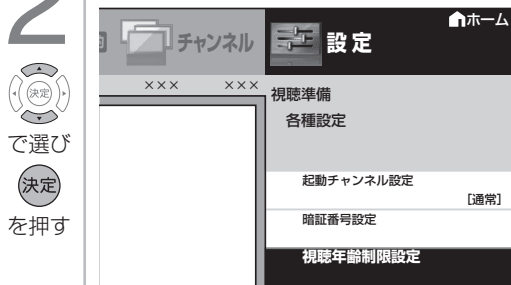 2
決定
で選び
決定
を押す
チャンネル
設定
ホーム
××× ×××
視聴準備
各種設定
起動チャンネル設定
[通常]
暗証番号設定
視聴年齢制限設定